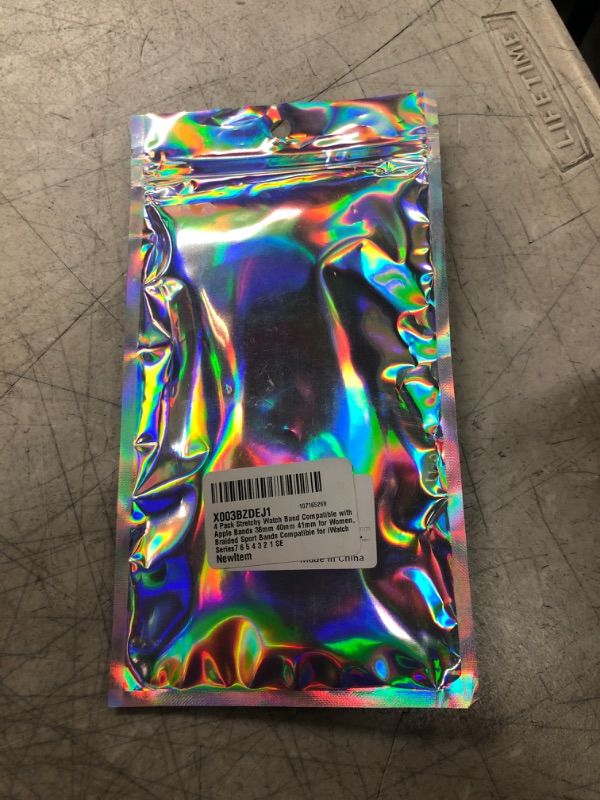 LIFETIME
107165269
X003BZDEJ1
4 Pack Stretchy Watch Band Compatible with
Apple Bands 38mm 40mm 41mm for Women,
Braided Sport Bands Compatible for iWatch
Series7 6 5 4 3 2 1 SE
NewItem
Made in China